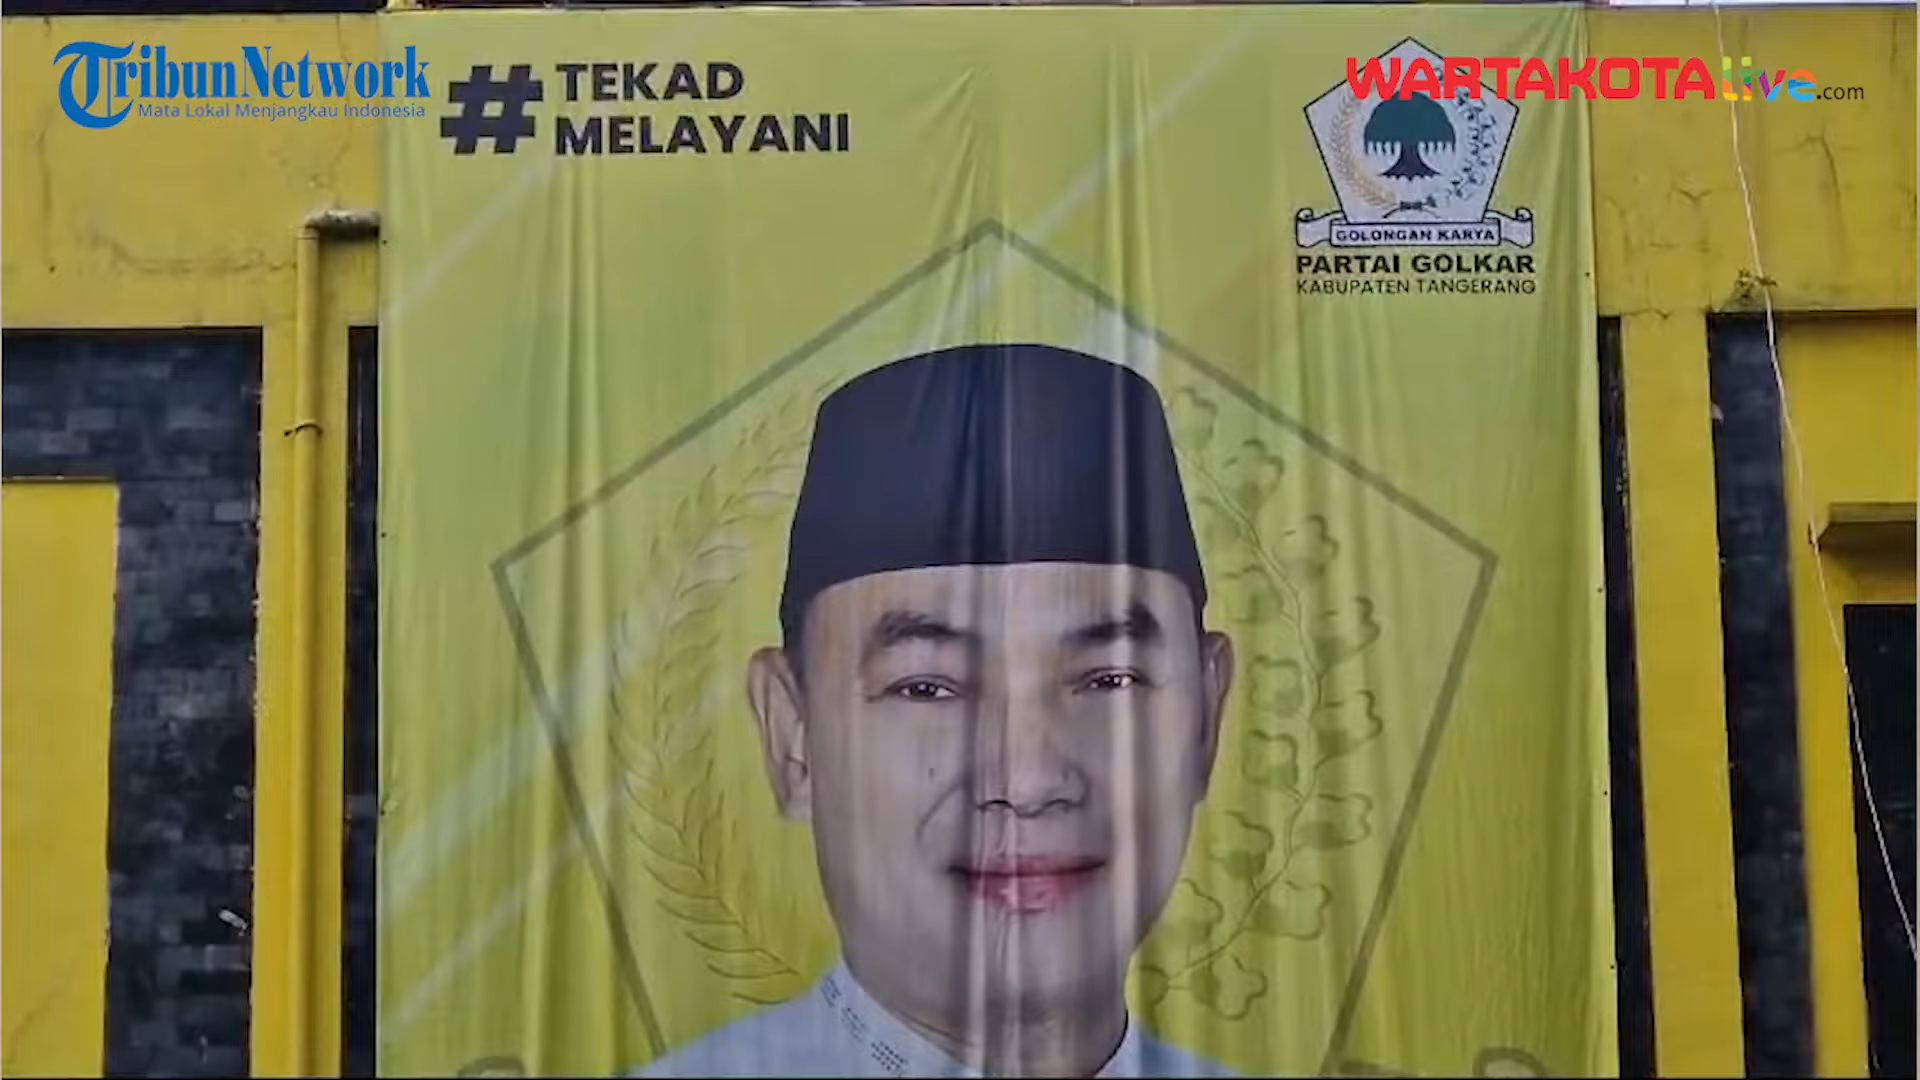 TribunNetwork
Mata Lokal Menjangkau Indonesia
# TEKAD
MELAYANI
WARTAKOTAlive.com
GOLONGAN KARYA
PARTAI GOLKAR
KABUPATEN TANGERANG